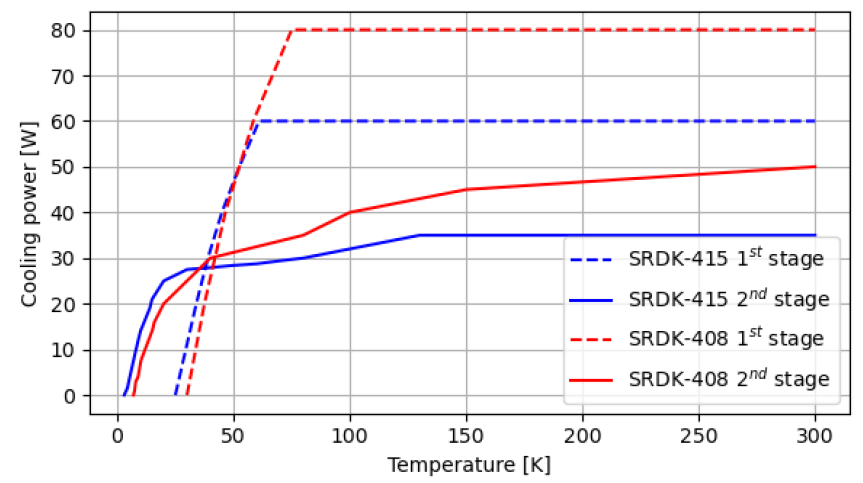 80
70
60
50
40
30
20
10
0
Cooling power [W]
0 50 100 150 200 250 300
Temperature [K]
SRDK-415 1st stage
SRDK-415 2nd stage
SRDK-408 1st stage
SRDK-408 2nd stage